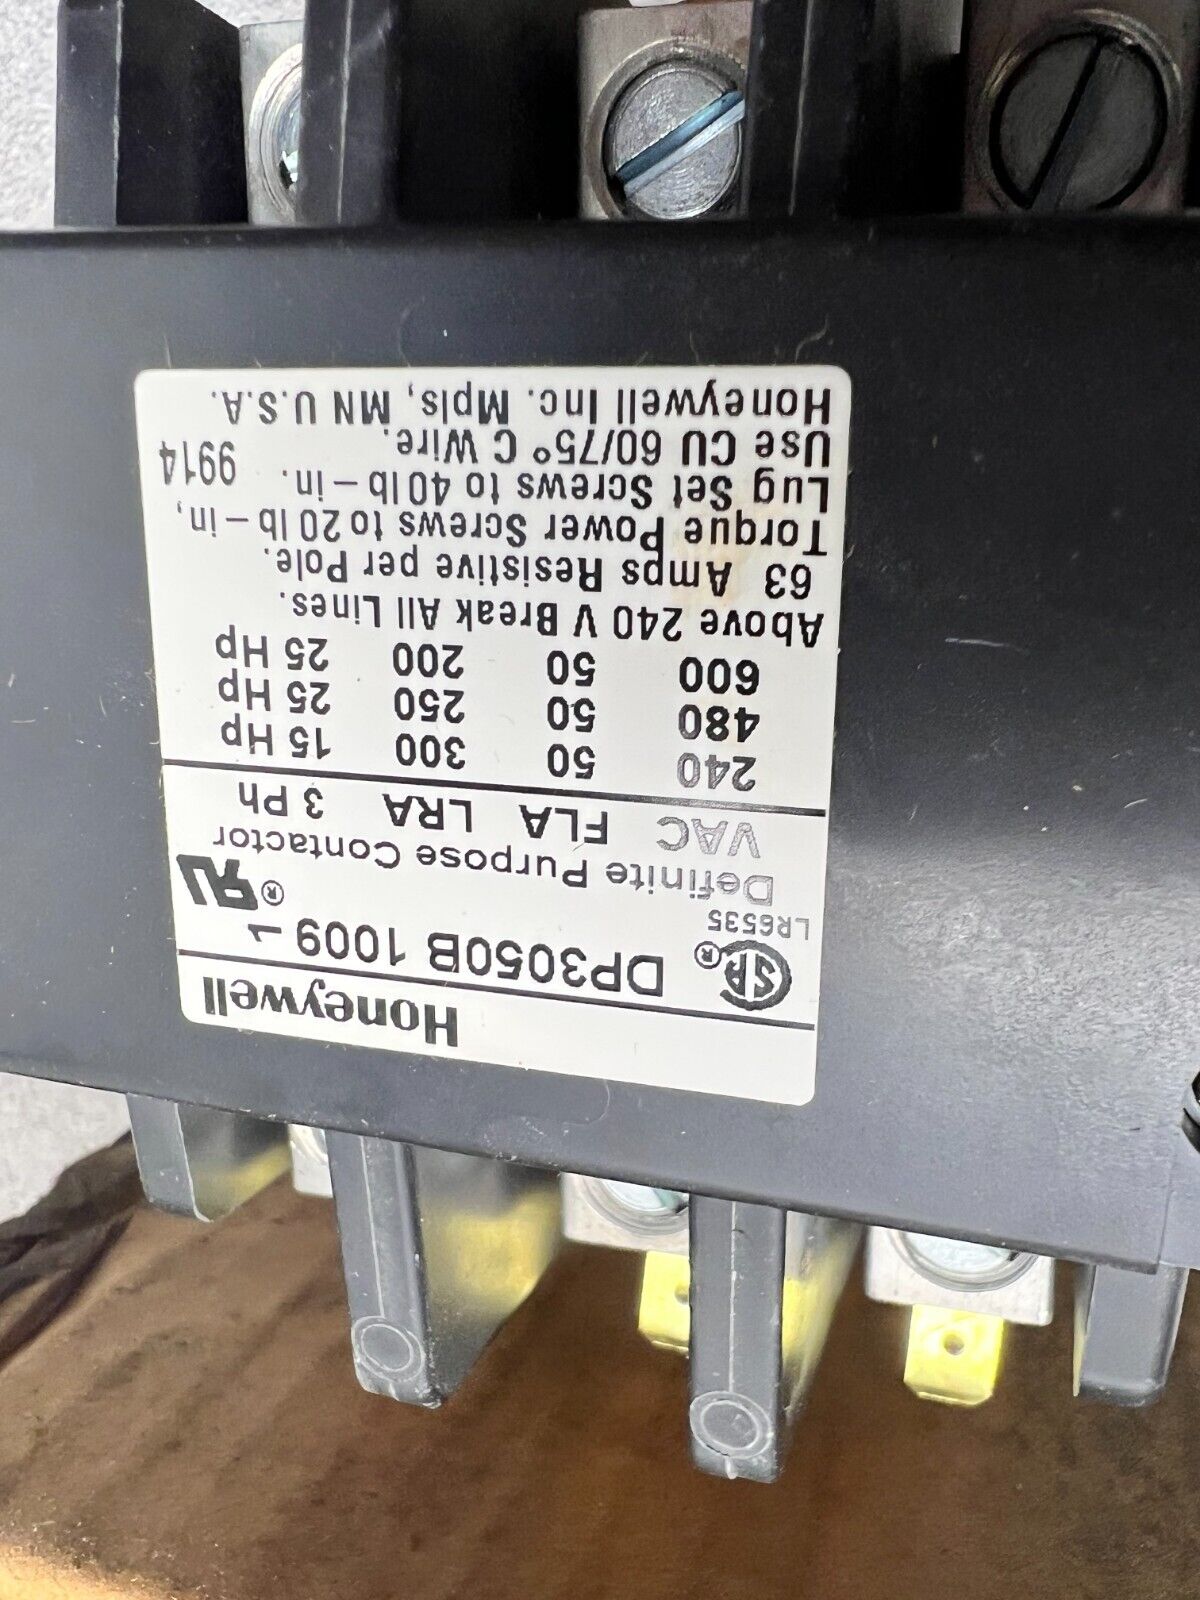 Honeywell
SA® DP3050B 1009
LR6535
Definite Purpose Contactor
VAC FLA LRA 3 Ph
240 50 300 15 Hp
480 50 250 25 Hp
600 50 200 25 Hp
Above 240 V Break All Lines.
63 Amps Resistive per Pole.
Torque Power Screws to 20 lb-in,
Lug Set Screws to 40 lb-in. 9914
Use CU 60/75° C Wire.
Honeywell Inc. Mpls, MN U.S.A.